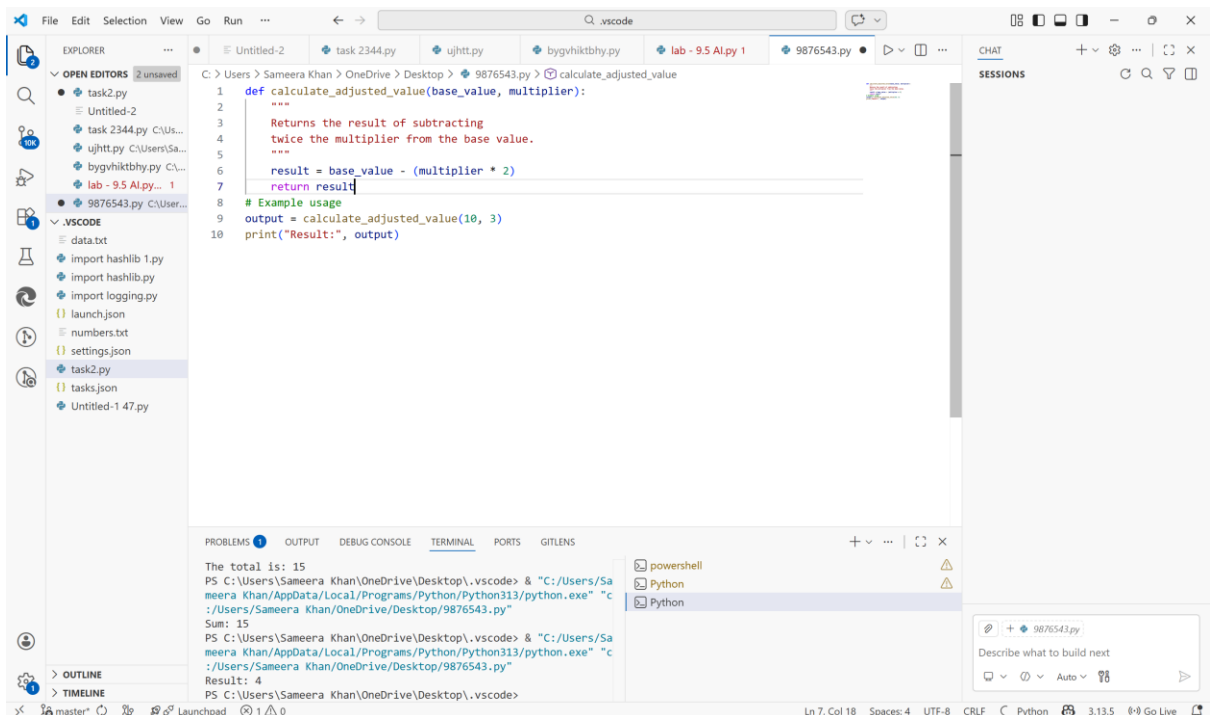 File Edit Selection View Go Run ··· ← → .vscode
EXPLORER ···
OPEN EDITORS 2 unsaved
task2.py
Untitled-2
task 2344.py C:\Us...
ujhtt.py C:\Users\Sa...
bygvhiktbhy.py C:\...
lab - 9.5 AI.py... 1
9876543.py C:\User...
.VSCODE
data.txt
import hashlib 1.py
import hashlib.py
import logging.py
launch.json
numbers.txt
settings.json
task2.py
tasks.json
Untitled-1 47.py
OUTLINE
TIMELINE
2
10K
1
1
Untitled-2 task 2344.py ujhtt.py bygvhiktbhy.py lab - 9.5 AI.py 1 9876543.py
C: > Users > Sameera Khan > OneDrive > Desktop > 9876543.py > calculate_adjusted_value
1 def calculate_adjusted_value(base_value, multiplier):
2 """
3 Returns the result of subtracting
4 twice the multiplier from the base value.
5 """
6 result = base_value - (multiplier * 2)
7 return result
8 # Example usage
9 output = calculate_adjusted_value(10, 3)
10 print("Result:", output)
PROBLEMS 1 OUTPUT DEBUG CONSOLE TERMINAL PORTS GITLENS
The total is: 15
PS C:\Users\Sameera Khan\OneDrive\Desktop\.vscode> & "C:/Users/Sa
meera Khan/AppData/Local/Programs/Python/Python313/python.exe" "c
:/Users/Sameera Khan/OneDrive/Desktop/9876543.py"
Sum: 15
PS C:\Users\Sameera Khan\OneDrive\Desktop\.vscode> & "C:/Users/Sa
meera Khan/AppData/Local/Programs/Python/Python313/python.exe" "c
:/Users/Sameera Khan/OneDrive/Desktop/9876543.py"
Result: 4
PS C:\Users\Sameera Khan\OneDrive\Desktop\.vscode>
powershell
Python
Python
CHAT
SESSIONS
+ 9876543.py
Describe what to build next
Auto
master* Launchpad 1 0 Ln 7, Col 18 Spaces: 4 UTF-8 CRLF Python 3.13.5 Go Live